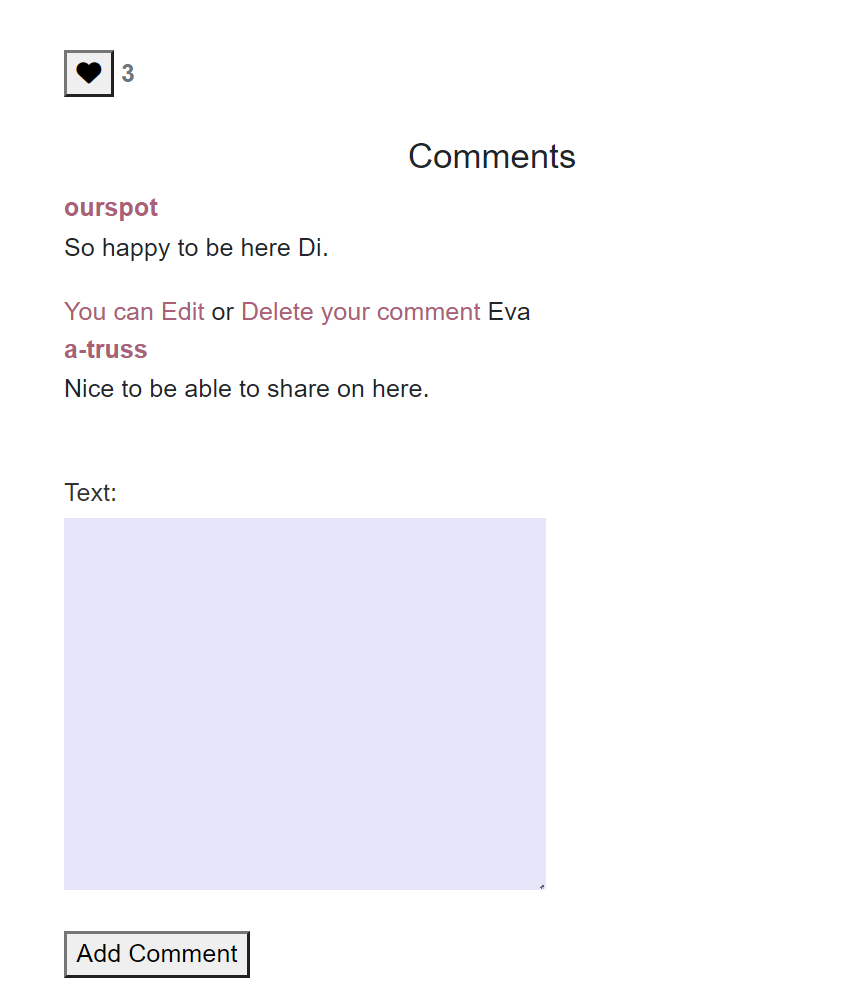 3
Comments
ourspot
So happy to be here Di.
You can Edit or Delete your comment Eva
a-truss
Nice to be able to share on here.
Text:
Add Comment